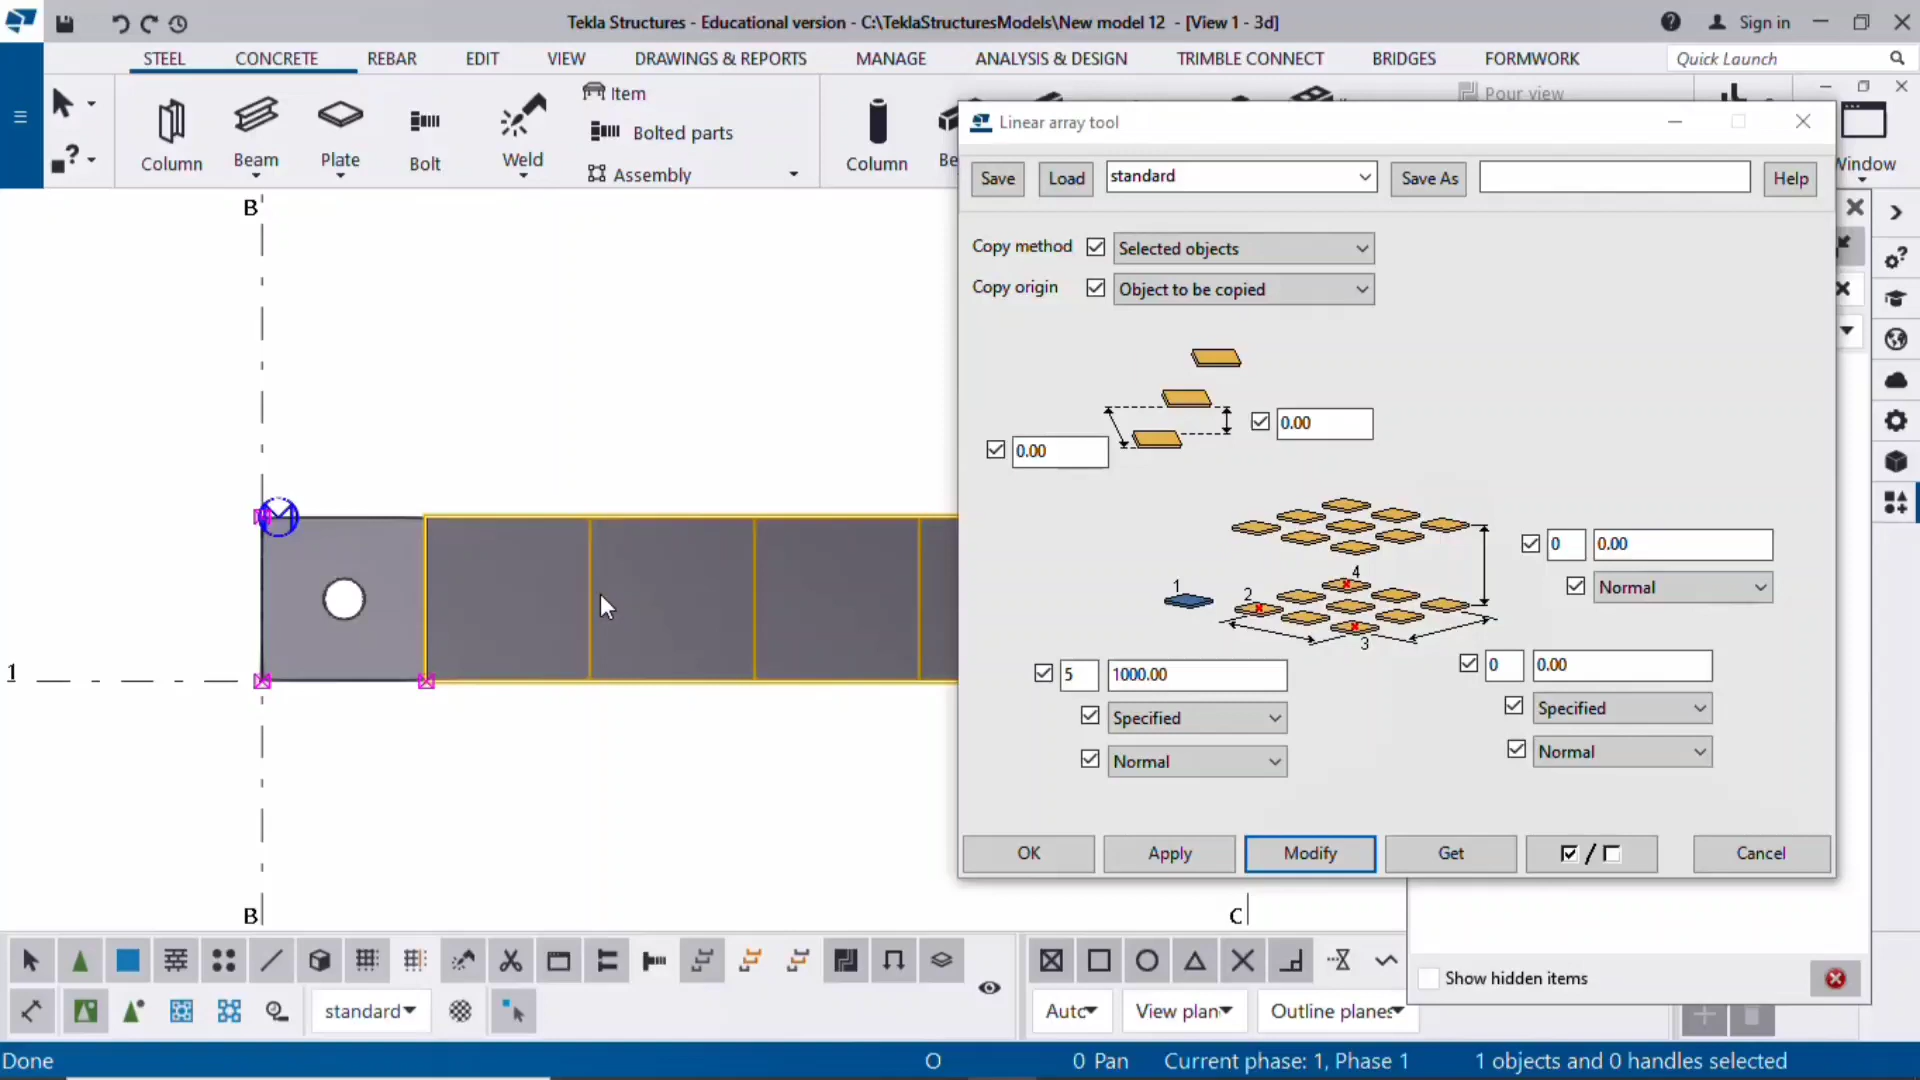 Tekla Structures - Educational version - C:\TeklaStructuresModels\New model 12 - [View 1 - 3d]
Sign in
STEEL CONCRETE REBAR EDIT VIEW DRAWINGS & REPORTS MANAGE ANALYSIS & DESIGN TRIMBLE CONNECT BRIDGES FORMWORK Quick Launch
Column Beam Plate Bolt Weld
Item
Bolted parts
Assembly
Column Be
Pour view
Window
Linear array tool
Save Load standard Save As Help
Copy method Selected objects
Copy origin Object to be copied
0.00
0.00
1 2 3 4
0 0.00
Normal
5 1000.00
Specified
Normal
0 0.00
Specified
Normal
OK Apply Modify Get / Cancel
B
1
B
C
Show hidden items
standard
Auto View plan Outline planes
Done
O
0 Pan
Current phase: 1, Phase 1
1 objects and 0 handles selected